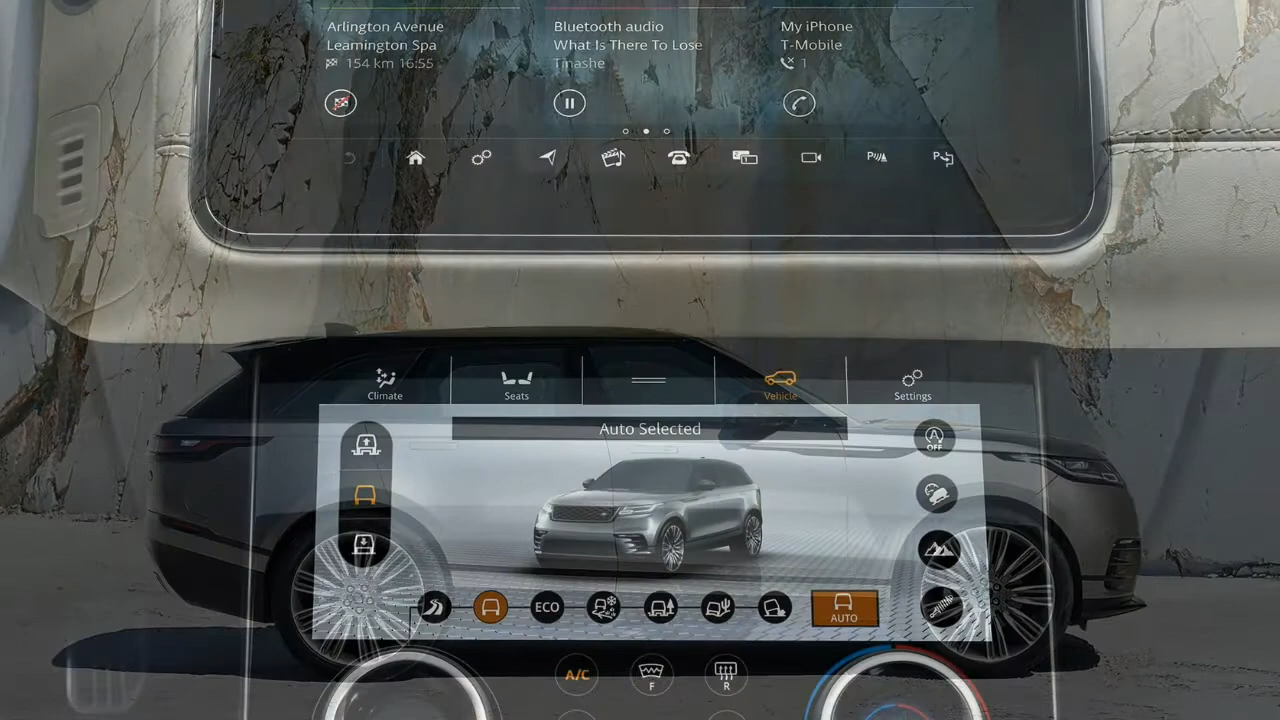 Arlington Avenue
Leamington Spa
154 km 16:55
Bluetooth audio
What Is There To Lose
Tinashe
My iPhone
T-Mobile
1
P
P
Climate
Seats
Vehicle
Settings
Auto Selected
A
OFF
ECO
AUTO
A/C
F
R